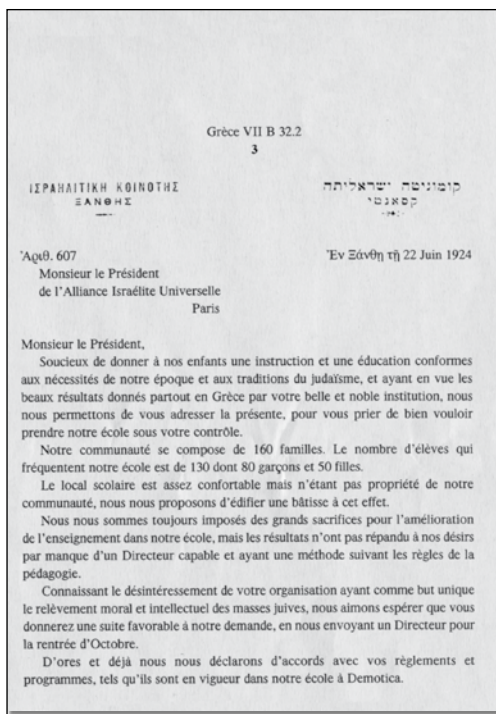 Grèce VII B 32.2
3
ΙΣΡΑΗΛΙΤΙΚΗ ΚΟΙΝΟΤΗΣ
ΞΑΝΘΗΣ
קומוניטה ישראליתה
קסאנטי
Ἀριθ. 607
Ἐν Ξάνθῃ τῇ 22 Juin 1924
Monsieur le Président
de l'Alliance Israélite Universelle
Paris
Monsieur le Président,
Soucieux de donner à nos enfants une instruction et une éducation conformes
aux nécessités de notre époque et aux traditions du judaïsme, et ayant en vue les
beaux résultats donnés partout en Grèce par votre belle et noble institution, nous
nous permettons de vous adresser la présente, pour vous prier de bien vouloir
prendre notre école sous votre contrôle.
Notre communauté se compose de 160 familles. Le nombre d'élèves qui
fréquentent notre école est de 130 dont 80 garçons et 50 filles.
Le local scolaire est assez confortable mais n'étant pas propriété de notre
communauté, nous nous proposons d'édifier une bâtisse à cet effet.
Nous nous sommes toujours imposés des grands sacrifices pour l'amélioration
de l'enseignement dans notre école, mais les résultats n'ont pas répandu à nos désirs
par manque d'un Directeur capable et ayant une méthode suivant les règles de la
pédagogie.
Connaissant le désintéressement de votre organisation ayant comme but unique
le relèvement moral et intellectuel des masses juives, nous aimons espérer que vous
donnerez une suite favorable à notre demande, en nous envoyant un Directeur pour
la rentrée d'Octobre.
D'ores et déjà nous nous déclarons d'accords avec vos règlements et
programmes, tels qu'ils sont en vigueur dans notre école à Demotica.